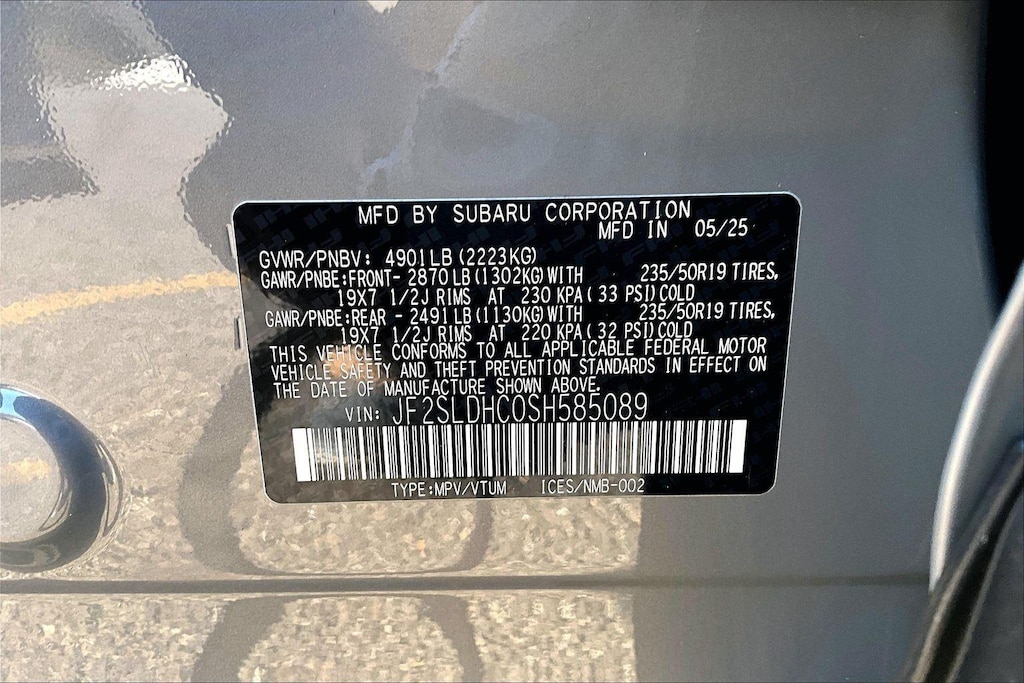 MFD BY SUBARU CORPORATION
MFD IN 05/25
GVWR/PNBV: 4901LB(2223KG)
GAWR/PNBE:FRONT- 2870LB(1302KG)WITH 235/50R19 TIRES,
19X7 1/2J RIMS AT 230 KPA( 33 PSI)COLD
GAWR/PNBE:REAR - 2491LB(1130KG)WITH 235/50R19 TIRES,
19X7 1/2J RIMS AT 220 KPA( 32 PSI)COLD
THIS VEHICLE CONFORMS TO ALL APPLICABLE FEDERAL MOTOR
VEHICLE SAFETY AND THEFT PREVENTION STANDARDS IN EFFECT ON
THE DATE OF MANUFACTURE SHOWN ABOVE.
VIN: JF2SLDHC0SH585089
TYPE:MPV/VTUM ICES/NMB-002